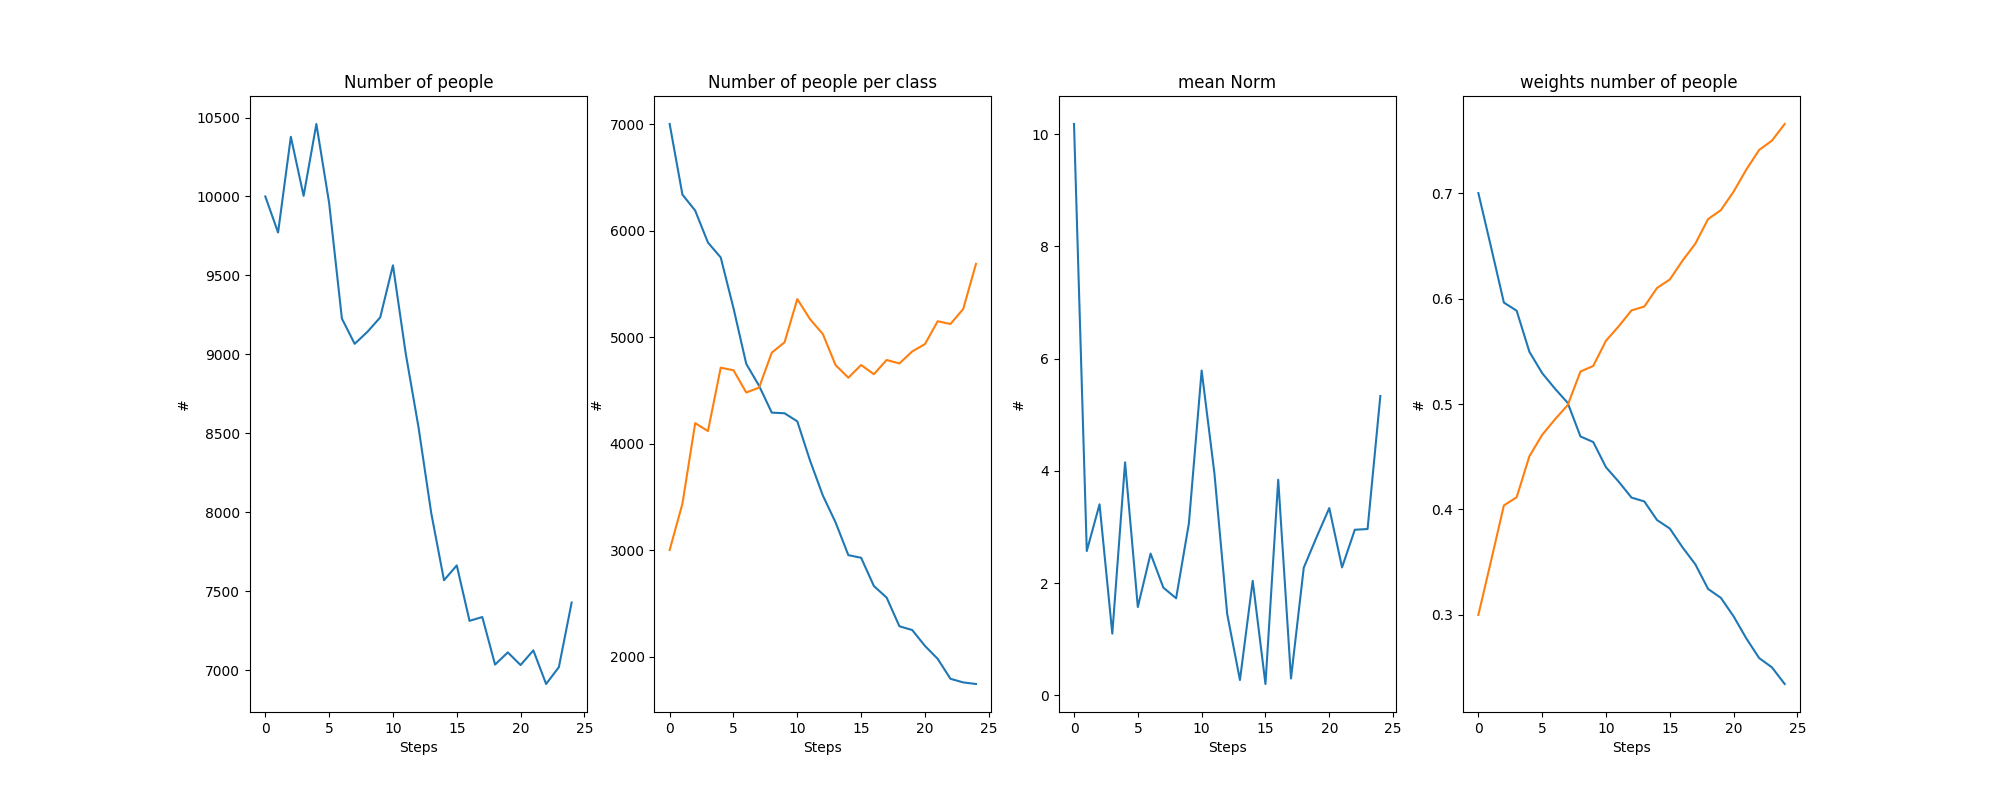 Number of people
10500
10000
9500
9000
8500
8000
7500
7000
#
0 5 10 15 20 25
Steps
Number of people per class
7000
6000
5000
4000
3000
2000
#
0 5 10 15 20 25
Steps
mean Norm
10
8
6
4
2
0
#
0 5 10 15 20 25
Steps
weights number of people
0.7
0.6
0.5
0.4
0.3
#
0 5 10 15 20 25
Steps